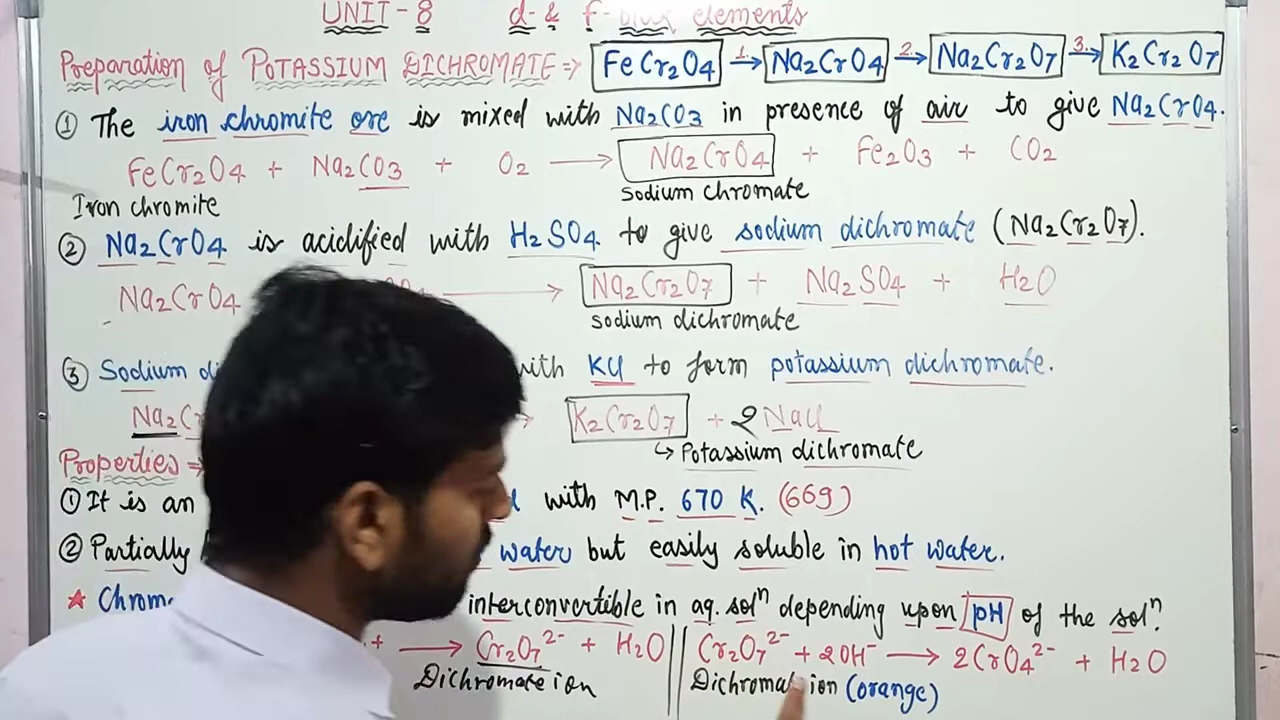 UNIT - 8 d- & f-block elements
Preparation of POTASSIUM DICHROMATE ⇒ FeCr2O4 →1. Na2CrO4 →2. Na2Cr2O7 →3. K2Cr2O7
① The iron chromite ore is mixed with Na2CO3 in presence of air to give Na2CrO4.
FeCr2O4 + Na2CO3 + O2 → Na2CrO4 + Fe2O3 + CO2
Iron chromite sodium chromate
② Na2CrO4 is acidified with H2SO4 to give sodium dichromate (Na2Cr2O7).
Na2CrO4 → Na2Cr2O7 + Na2SO4 + H2O
sodium dichromate
③ Sodium with KCl to form potassium dichromate.
Na2Cr → K2Cr2O7 + 2NaCl
↳ Potassium dichromate
Properties ⇒
① It is an with M.P. 670 K. (669)
② Partially water but easily soluble in hot water.
★ interconvertible in aq. solⁿ depending upon pH of the solⁿ.
+ → Cr2O7²⁻ + H2O || Cr2O7²⁻ + 2OH⁻ → 2CrO4²⁻ + H2O
Dichromate ion Dichromate ion (orange)